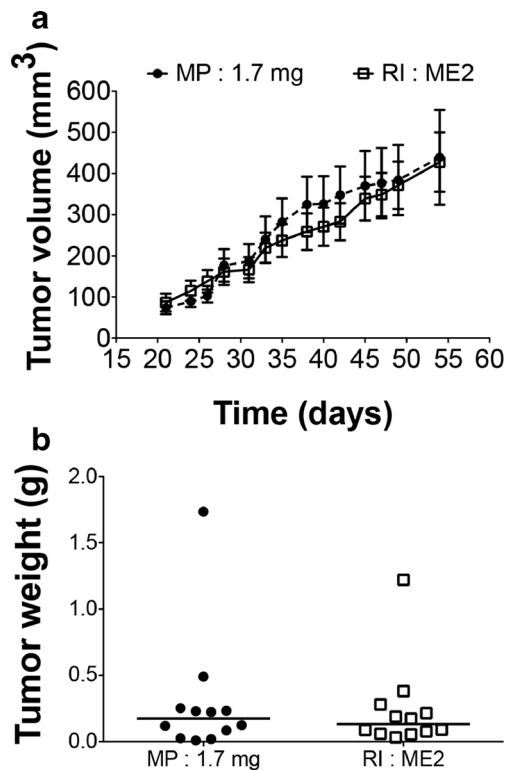 a
MP : 1.7 mg
RI : ME2
Tumor volume (mm3)
600
500
400
300
200
100
0
15 20 25 30 35 40 45 50 55 60
Time (days)
b
Tumor weight (g)
2.0
1.5
1.0
0.5
0.0
MP : 1.7 mg
RI : ME2